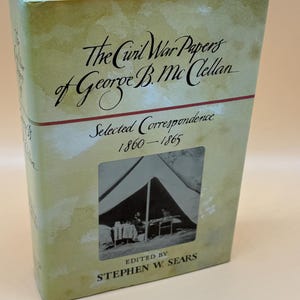 The Civil War Papers
of George B. McClellan
Selected Correspondence
1860–1865
EDITED BY
STEPHEN W. SEARS